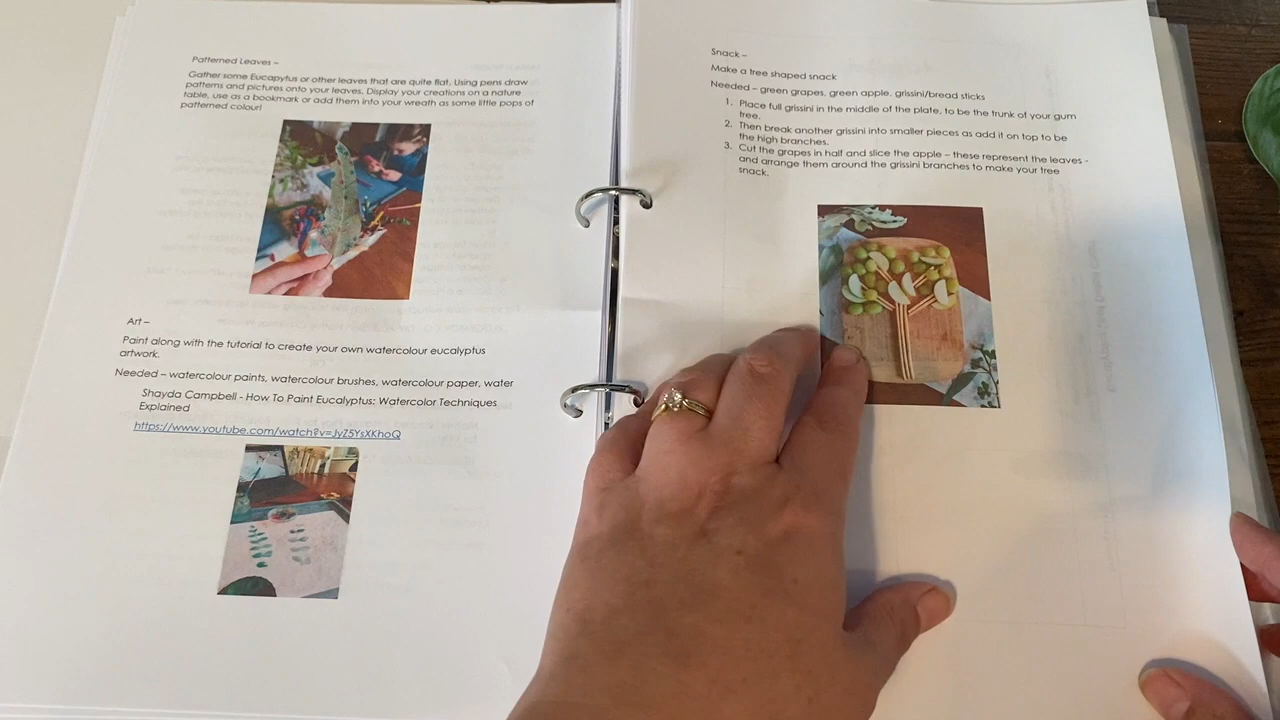 Patterned Leaves –
Gather some Eucapytus or other leaves that are quite flat. Using pens draw
patterns and pictures onto your leaves. Display your creations on a nature
table, use as a bookmark or add them into your wreath as some little pops of
patterned colour!
Art –
Paint along with the tutorial to create your own watercolour eucalyptus
artwork.
Needed – watercolour paints, watercolour brushes, watercolour paper, water
Shayda Campbell - How To Paint Eucalyptus: Watercolor Techniques
Explained
https://www.youtube.com/watch?v=JyZ5YsXKhoQ
Snack –
Make a tree shaped snack
Needed – green grapes, green apple, grissini/bread sticks
1. Place full grissini in the middle of the plate, to be the trunk of your gum
tree.
2. Then break another grissini into smaller pieces as add it on top to be
the high branches.
3. Cut the grapes in half and slice the apple – these represent the leaves -
and arrange them around the grissini branches to make your tree
snack.